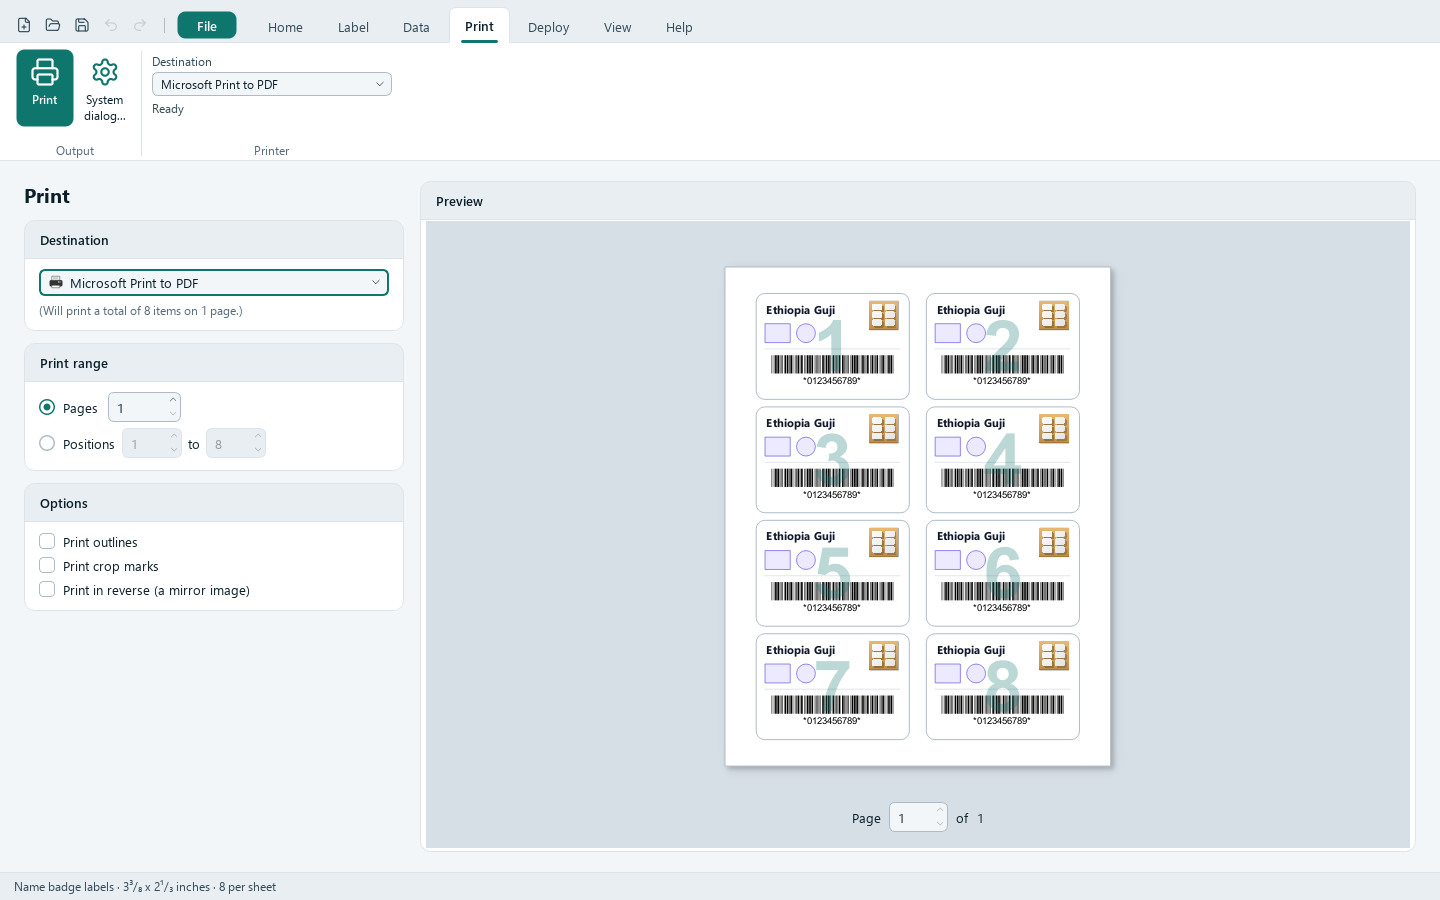 File
Home
Label
Data
Print
Deploy
View
Help
Print
System
dialog...
Output
Destination
Microsoft Print to PDF
Ready
Printer
Print
Destination
Microsoft Print to PDF
(Will print a total of 8 items on 1 page.)
Print range
Pages 1
Positions 1 to 8
Options
Print outlines
Print crop marks
Print in reverse (a mirror image)
Preview
Ethiopia Guji
1
*0123456789*
Ethiopia Guji
2
*0123456789*
Ethiopia Guji
3
*0123456789*
Ethiopia Guji
4
*0123456789*
Ethiopia Guji
5
*0123456789*
Ethiopia Guji
6
*0123456789*
Ethiopia Guji
7
*0123456789*
Ethiopia Guji
8
*0123456789*
Page 1 of 1
Name badge labels · 3³/₈ x 2¹/₃ inches · 8 per sheet